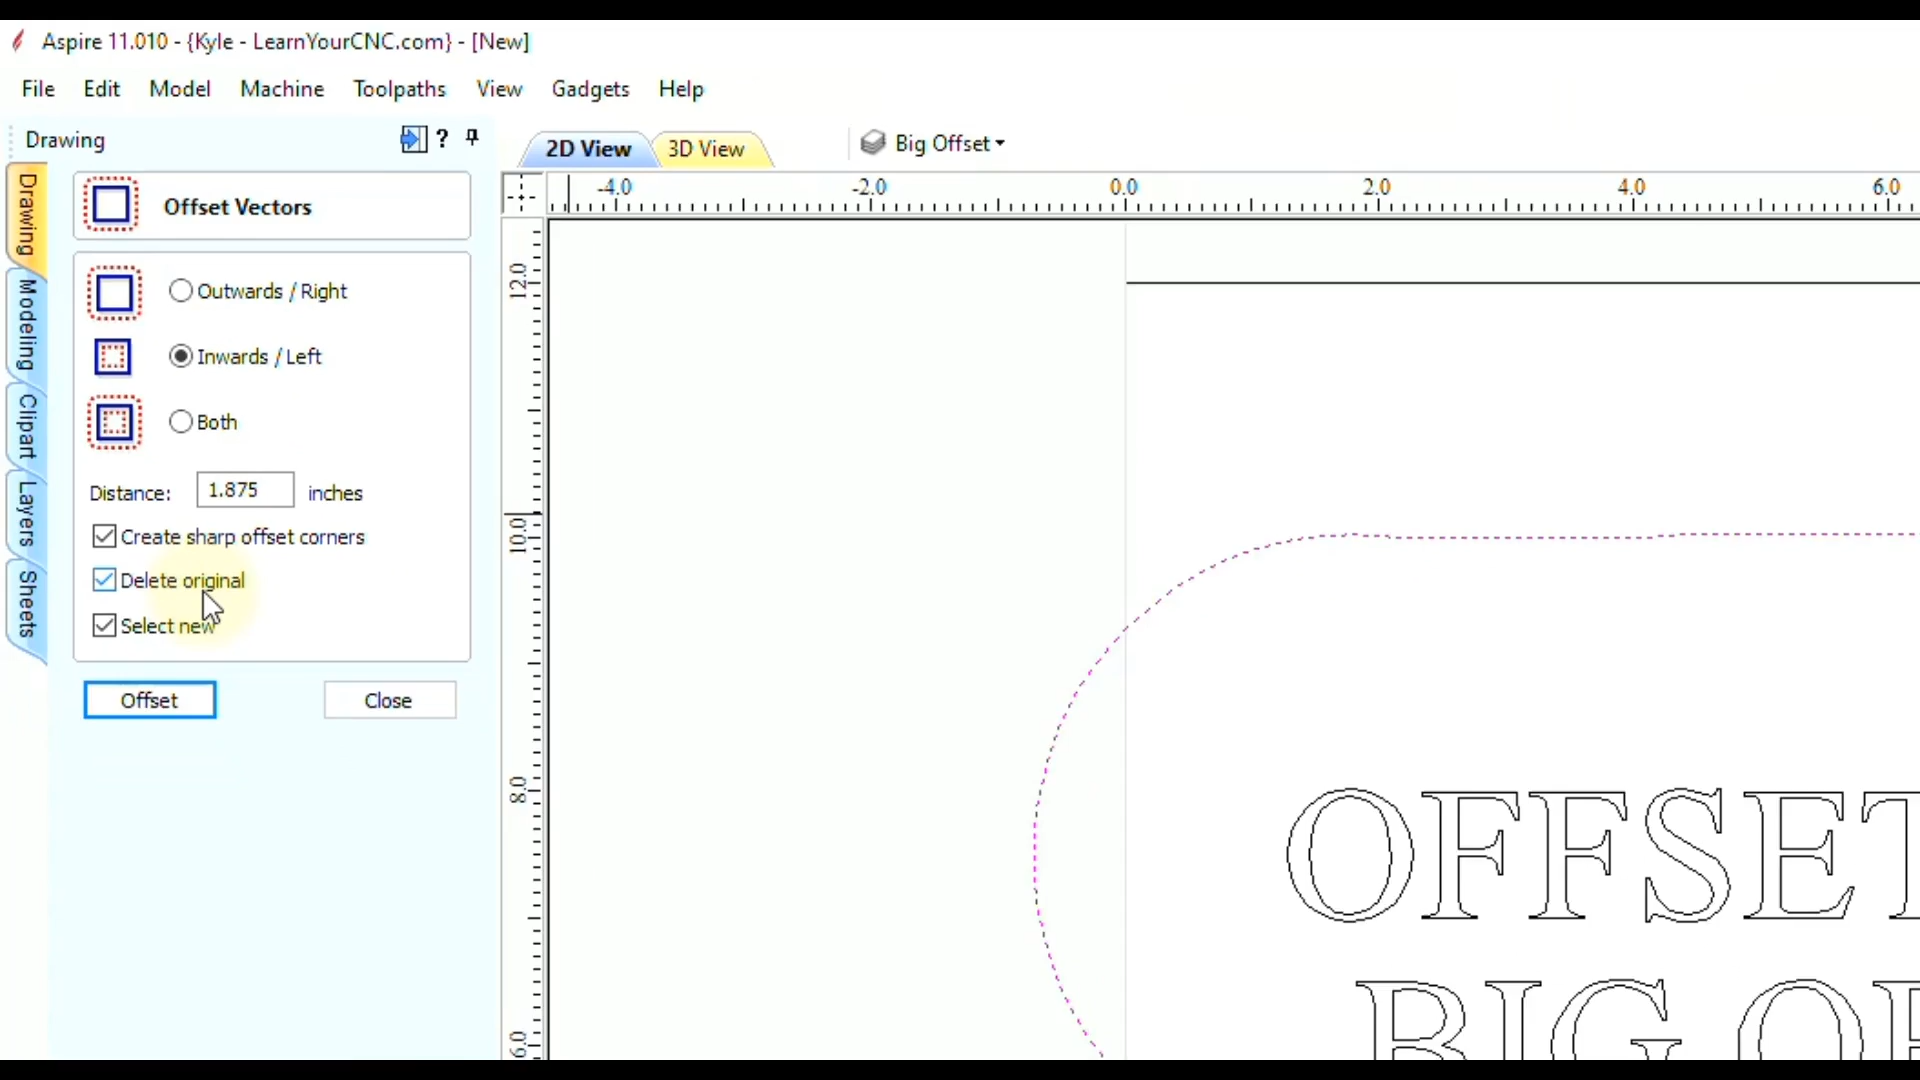 Aspire 11.010 - {Kyle - LearnYourCNC.com} - [New]
File Edit Model Machine Toolpaths View Gadgets Help
Drawing ?
2D View 3D View Big Offset
-4.0 -2.0 0.0 2.0 4.0 6.0
Drawing
Modeling
Clipart
Layers
Sheets
Offset Vectors
Outwards / Right
Inwards / Left
Both
Distance: 1.875 inches
Create sharp offset corners
Delete original
Select new
Offset Close
12.0
10.0
8.0
6.0
OFFSET
BIG